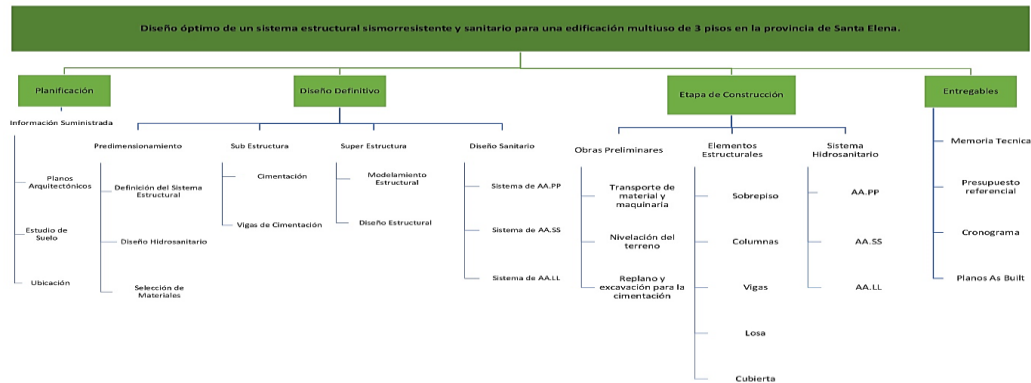 Diseño óptimo de un sistema estructural sismorresistente y sanitario para una edificación multiuso de 3 pisos en la provincia de Santa Elena.
Planificación
Información Suministrada
Planos
Arquitectónicos
Estudio de
Suelo
Ubicación
Diseño Definitivo
Predimensionamiento
Definición del Sistema
Estructural
Diseño Hidrosanitario
Selección de
Materiales
Sub Estructura
Cimentación
Vigas de Cimentación
Super Estructura
Modelamiento
Estructural
Diseño Estructural
Diseño Sanitario
Sistema de AA.PP
Sistema de AA.SS
Sistema de AA.LL
Etapa de Construcción
Obras Preliminares
Transporte de
material y
maquinaria
Nivelación del
terreno
Replano y
excavación para la
cimentación
Elementos
Estructurales
Sobrepiso
Columnas
Vigas
Losa
Cubierta
Sistema
Hidrosanitario
AA.PP
AA.SS
AA.LL
Entregables
Memoria Tecnica
Presupuesto
referencial
Cronograma
Planos As Built